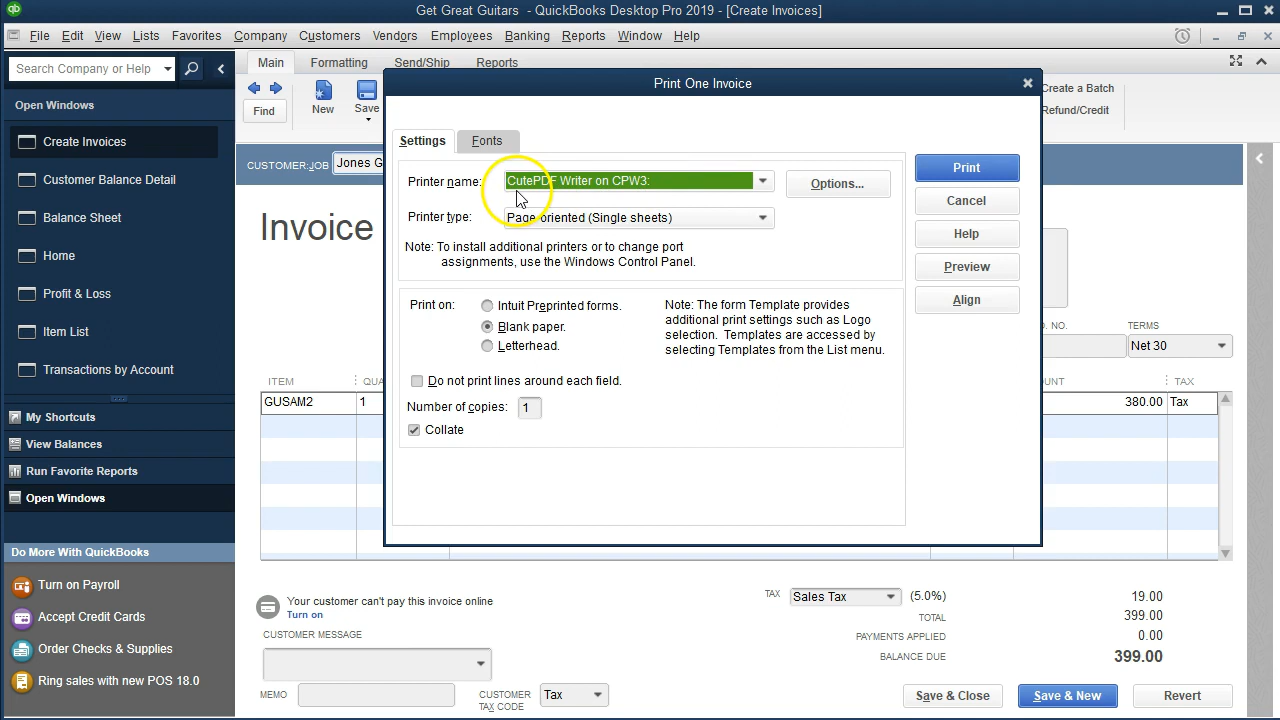 qb Get Great Guitars - QuickBooks Desktop Pro 2019 - [Create Invoices]
File Edit View Lists Favorites Company Customers Vendors Employees Banking Reports Window Help
Search Company or Help
Main Formatting Send/Ship Reports
Find New Save
Create a Batch
Refund/Credit
Open Windows
Create Invoices
Customer Balance Detail
Balance Sheet
Home
Profit & Loss
Item List
Transactions by Account
My Shortcuts
View Balances
Run Favorite Reports
Open Windows
Do More With QuickBooks
Turn on Payroll
Accept Credit Cards
Order Checks & Supplies
Ring sales with new POS 18.0
CUSTOMER:JOB Jones G
Invoice
Print One Invoice
Settings Fonts
Printer name: CutePDF Writer on CPW3: Options...
Printer type: Page-oriented (Single sheets)
Note: To install additional printers or to change port
assignments, use the Windows Control Panel.
Print on: Intuit Preprinted forms.
Blank paper.
Letterhead.
Note: The form Template provides
additional print settings such as Logo
selection. Templates are accessed by
selecting Templates from the List menu.
Do not print lines around each field.
Number of copies: 1
Collate
Print
Cancel
Help
Preview
Align
. NO. TERMS
Net 30
ITEM QUA UNT TAX
GUSAM2 1 380.00 Tax
Your customer can't pay this invoice online
Turn on
CUSTOMER MESSAGE
MEMO
CUSTOMER
TAX CODE
Tax
TAX Sales Tax (5.0%) 19.00
TOTAL 399.00
PAYMENTS APPLIED 0.00
BALANCE DUE 399.00
Save & Close Save & New Revert